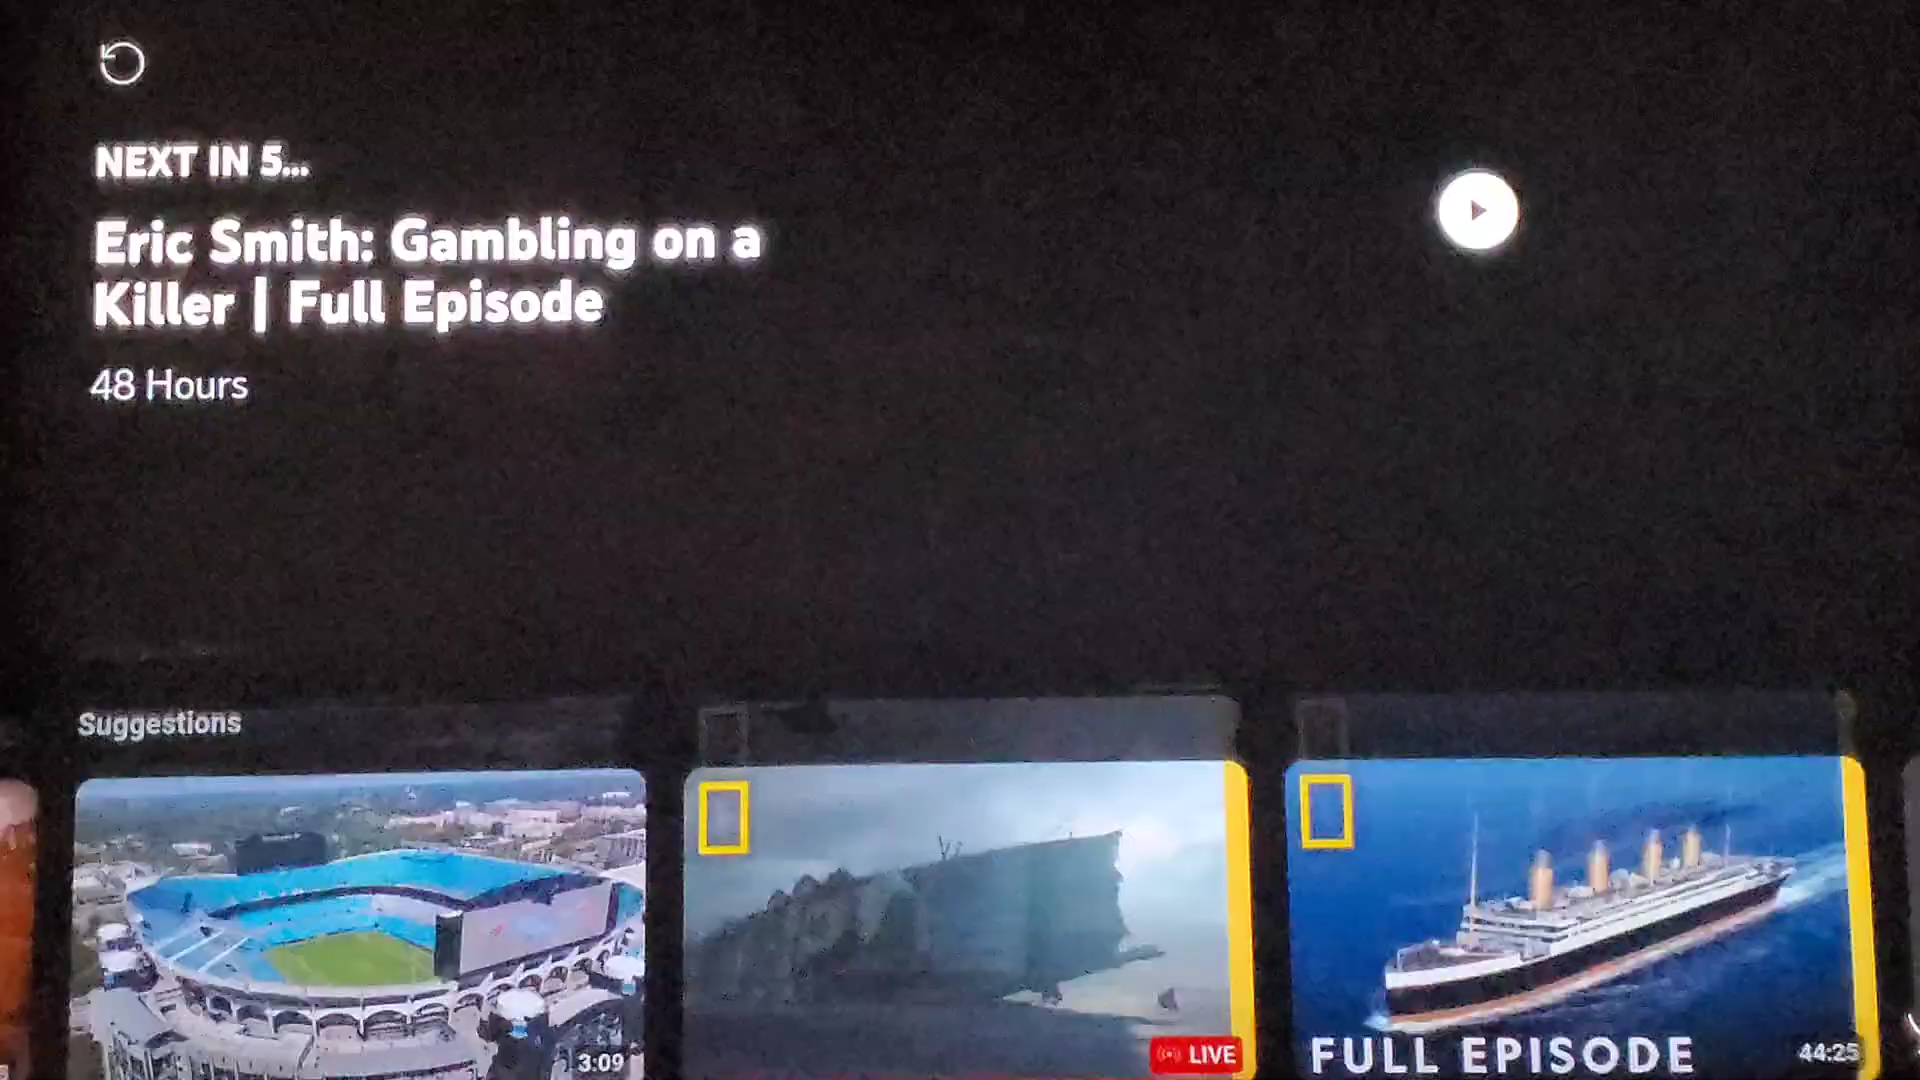 NEXT IN 5...
Eric Smith: Gambling on a
Killer | Full Episode
48 Hours
Suggestions
3:09
LIVE
FULL EPISODE
44:25